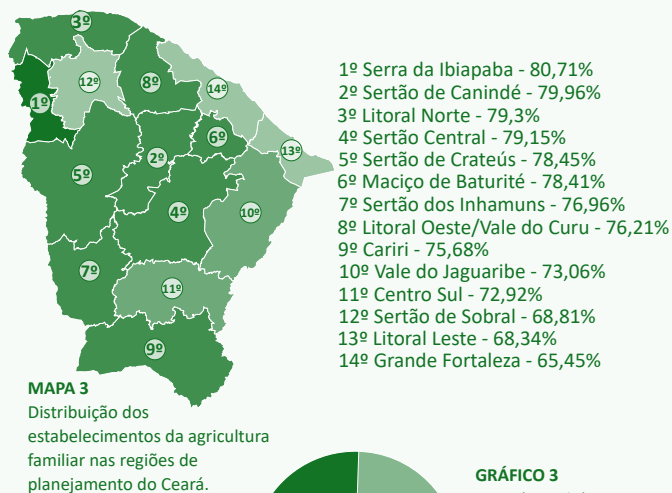 3º
12º
8º
14º
1º
6º
13º
2º
5º
4º
10º
7º
11º
9º
1º Serra da Ibiapaba - 80,71%
2º Sertão de Canindé - 79,96%
3º Litoral Norte - 79,3%
4º Sertão Central - 79,15%
5º Sertão de Crateús - 78,45%
6º Maciço de Baturité - 78,41%
7º Sertão dos Inhamuns - 76,96%
8º Litoral Oeste/Vale do Curu - 76,21%
9º Cariri - 75,68%
10º Vale do Jaguaribe - 73,06%
11º Centro Sul - 72,92%
12º Sertão de Sobral - 68,81%
13º Litoral Leste - 68,34%
14º Grande Fortaleza - 65,45%
MAPA 3
Distribuição dos
estabelecimentos da agricultura
familiar nas regiões de
planejamento do Ceará.
GRÁFICO 3